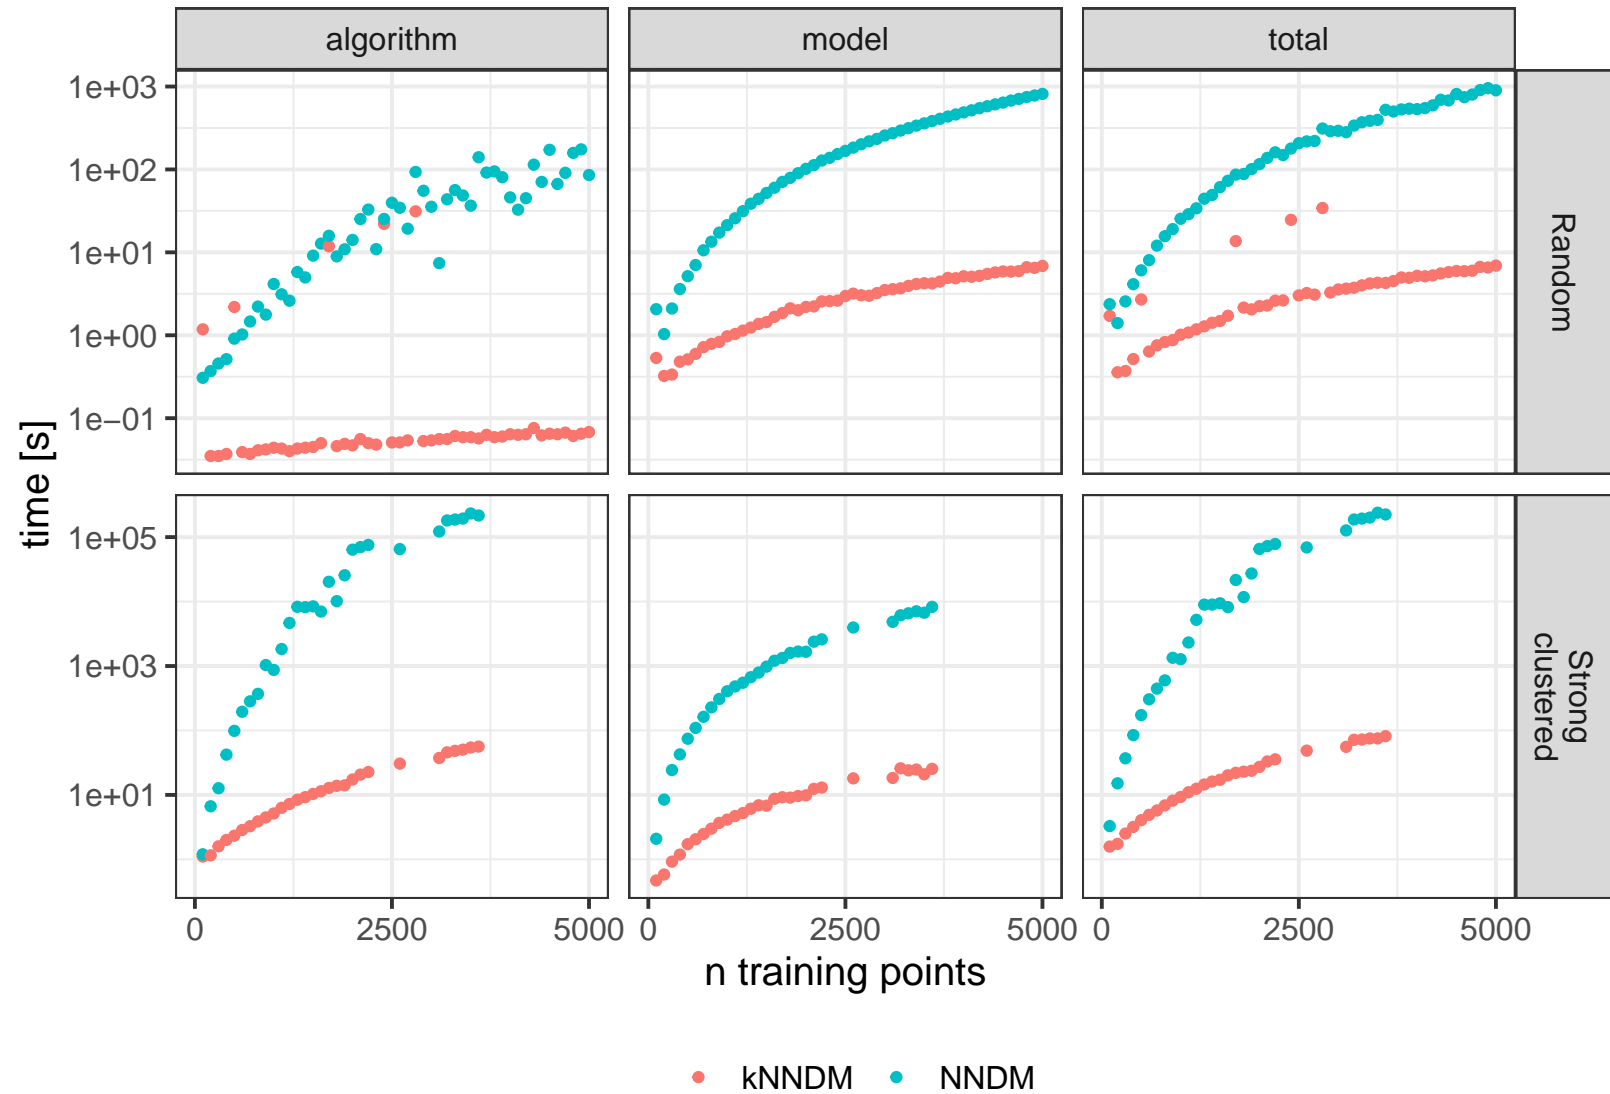 algorithm
model
total
1e+03
1e+02
1e+01
1e+00
1e−01
Random
time [s]
1e+05
1e+03
1e+01
Strong
clustered
0
2500
5000
0
2500
5000
0
2500
5000
n training points
kNNDM
NNDM